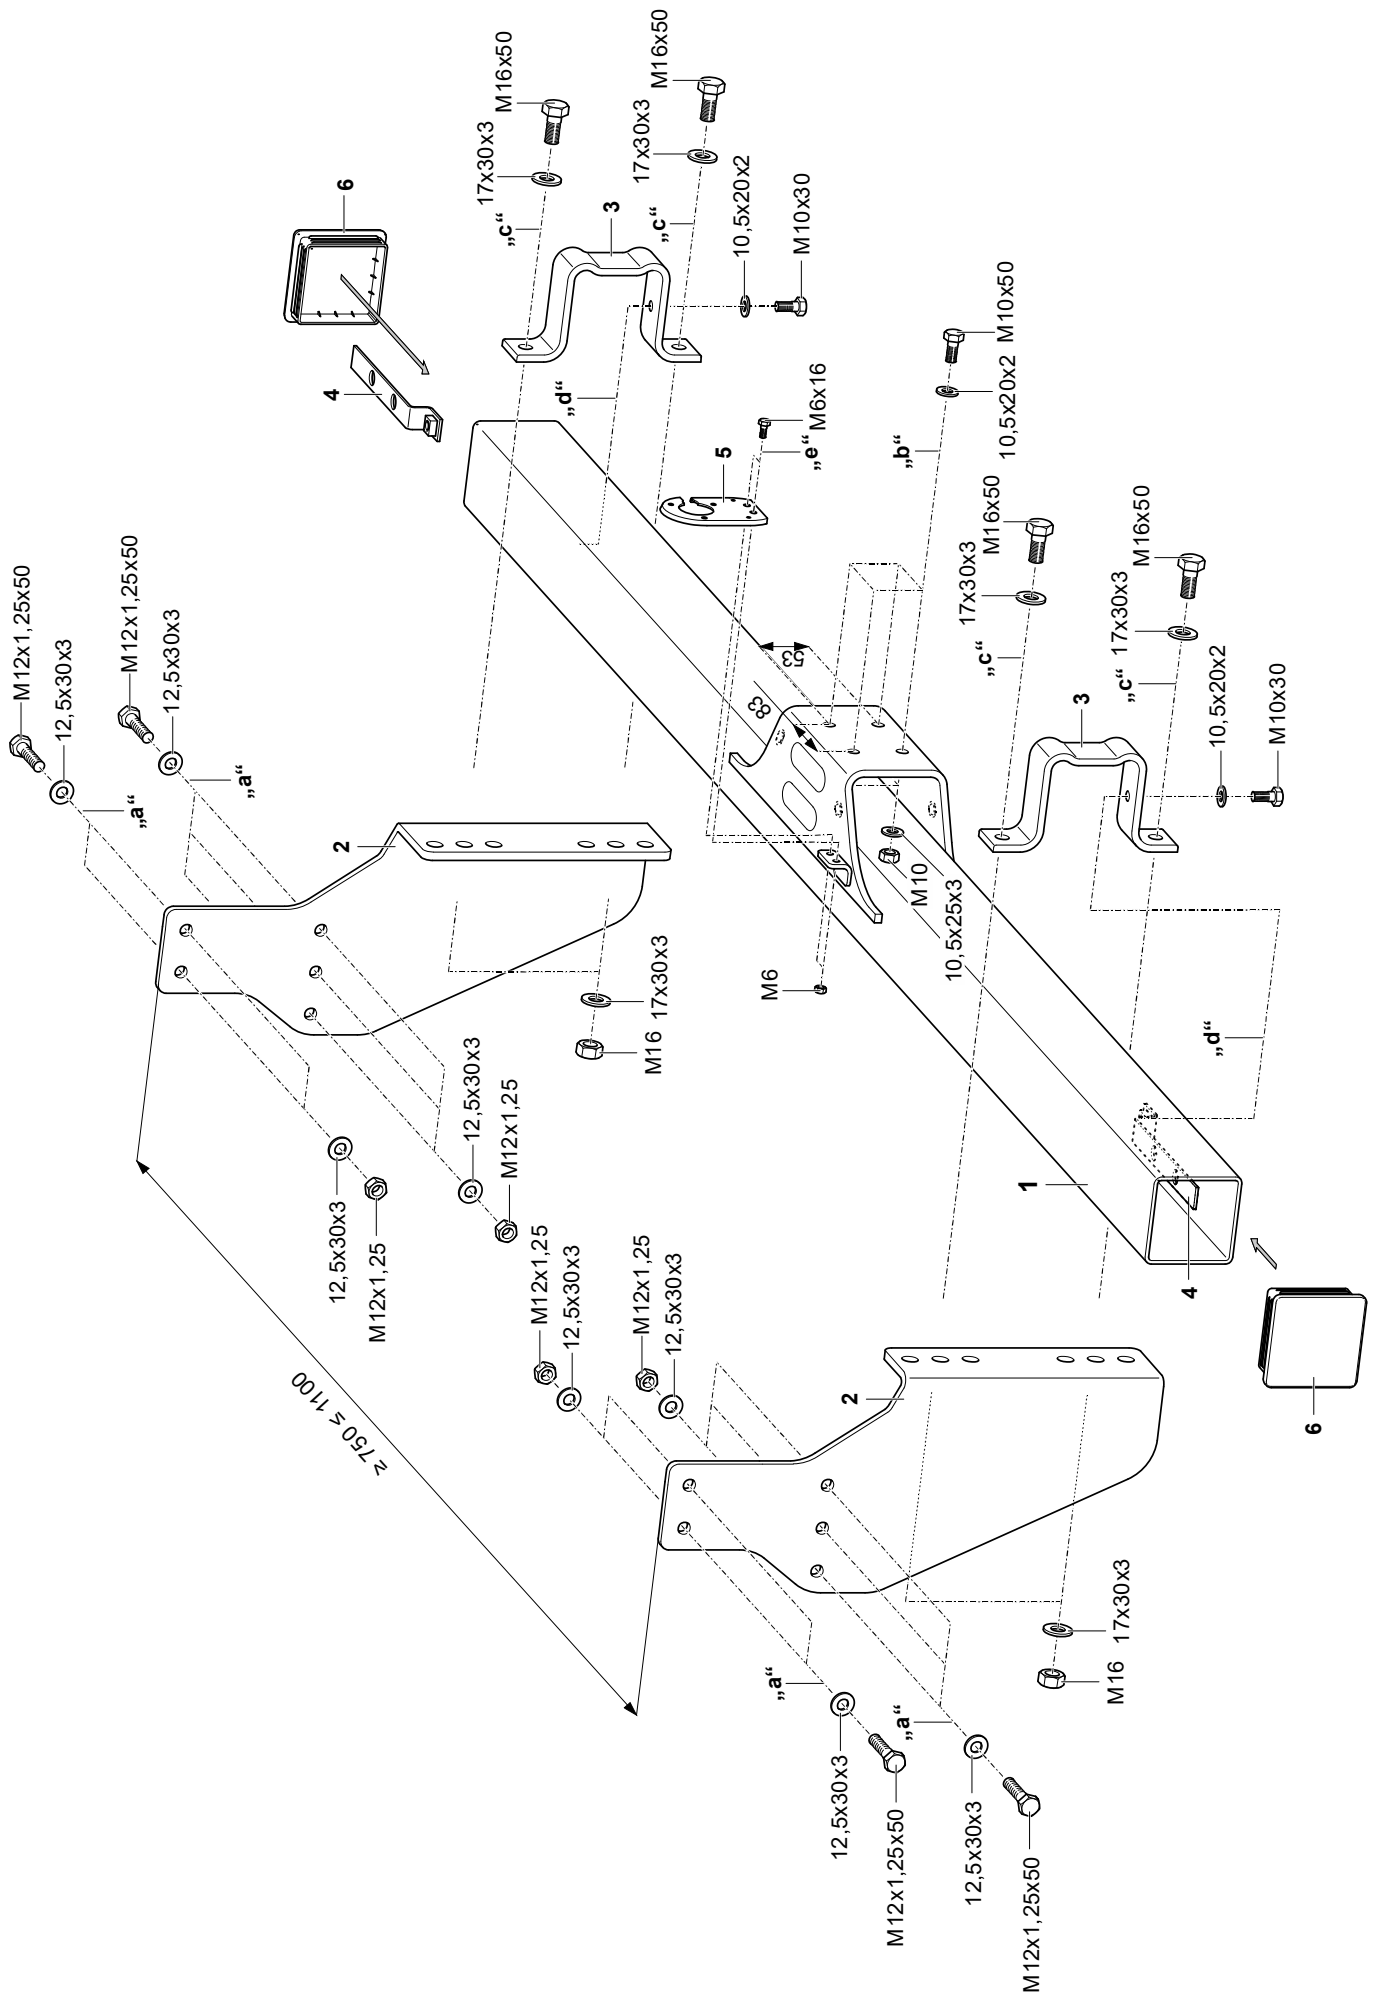 M12x1,25x50
12,5x30x3
M12x1,25x50
„a“
12,5x30x3
„a“
≥ 750 ≤ 1100
12,5x30x3
2
4
6
M12x1,25
12,5x30x3
17x30x3
„c“
M16x50
M12x1,25
M12x1,25
„d“
12,5x30x3
3
M12x1,25
17x30x3
M16 17x30x3
„c“
M16x50
12,5x30x3
5
10,5x20x2
83
53
M6
„a“
M10x30
„e“
M6x16
12,5x30x3
2
M12x1,25x50
„b“
„a“
M10
10,5x25x3
17x30x3
12,5x30x3
„c“
M16x50
10,5x20x2 M10x50
1
M12x1,25x50
3
M16 17x30x3
„c“ 17x30x3
M16x50
4
„d“
10,5x20x2
M10x30
6